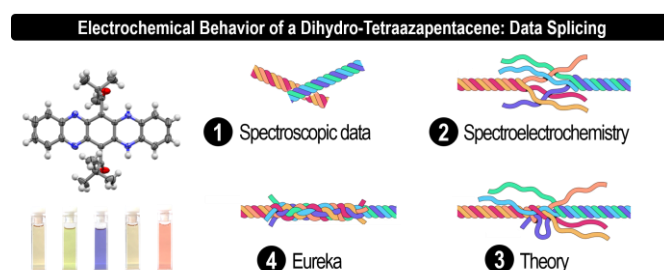 Electrochemical Behavior of a Dihydro-Tetraazapentacene: Data Splicing
1 Spectroscopic data
2 Spectroelectrochemistry
4 Eureka
3 Theory